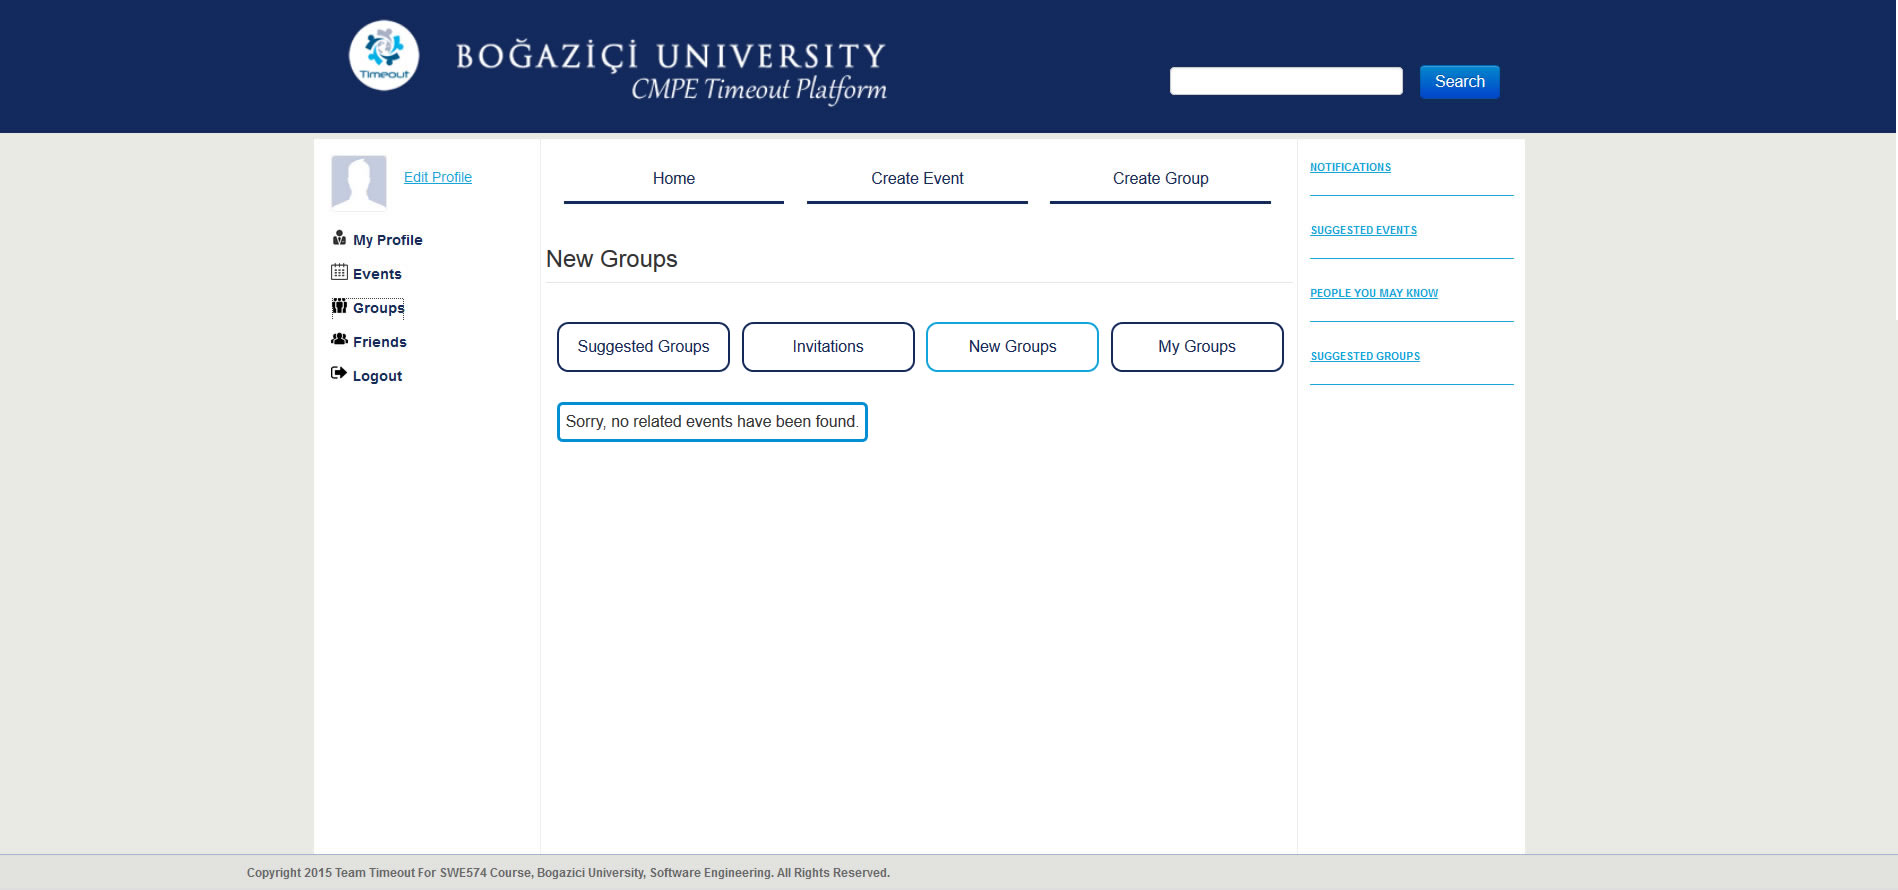 Timeout
BOĞAZİÇİ UNIVERSITY
CMPE Timeout Platform
Search
Edit Profile
My Profile
Events
Groups
Friends
Logout
Home
Create Event
Create Group
New Groups
Suggested Groups
Invitations
New Groups
My Groups
Sorry, no related events have been found.
NOTIFICATIONS
SUGGESTED EVENTS
PEOPLE YOU MAY KNOW
SUGGESTED GROUPS
Copyright 2015 Team Timeout For SWE574 Course, Bogazici University, Software Engineering. All Rights Reserved.